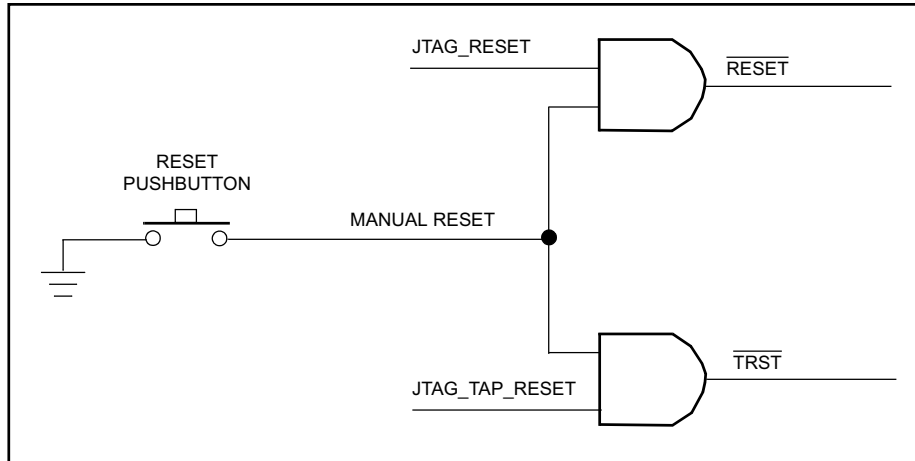 JTAG_RESET
RESET
RESET
PUSHBUTTON
MANUAL RESET
TRST
JTAG_TAP_RESET